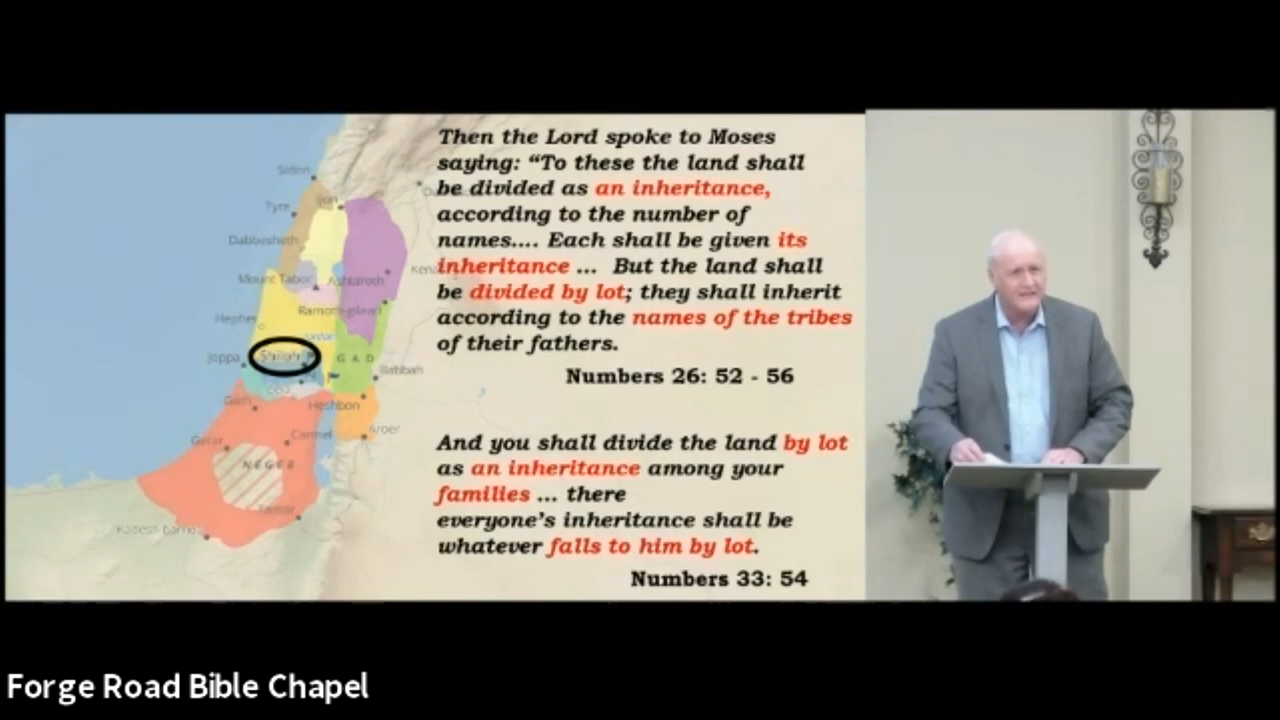 Then the Lord spoke to Moses
saying: “To these the land shall
be divided as an inheritance,
according to the number of
names.... Each shall be given its
inheritance ... But the land shall
be divided by lot; they shall inherit
according to the names of the tribes
of their fathers.
Numbers 26: 52 - 56
And you shall divide the land by lot
as an inheritance among your
families ... there
everyone’s inheritance shall be
whatever falls to him by lot.
Numbers 33: 54
Sidon
Tyre
Ijon
Dabbesheth
Mount Tabor
Ashtaroth
Ramoth-gilead
Hepher
Jordan
Joppa
Shiloh
GAD
Rabbah
Gath
Heshbon
Aroer
Carmel
Gerar
NEGEB
Tamar
Kadesh-barne
Forge Road Bible Chapel